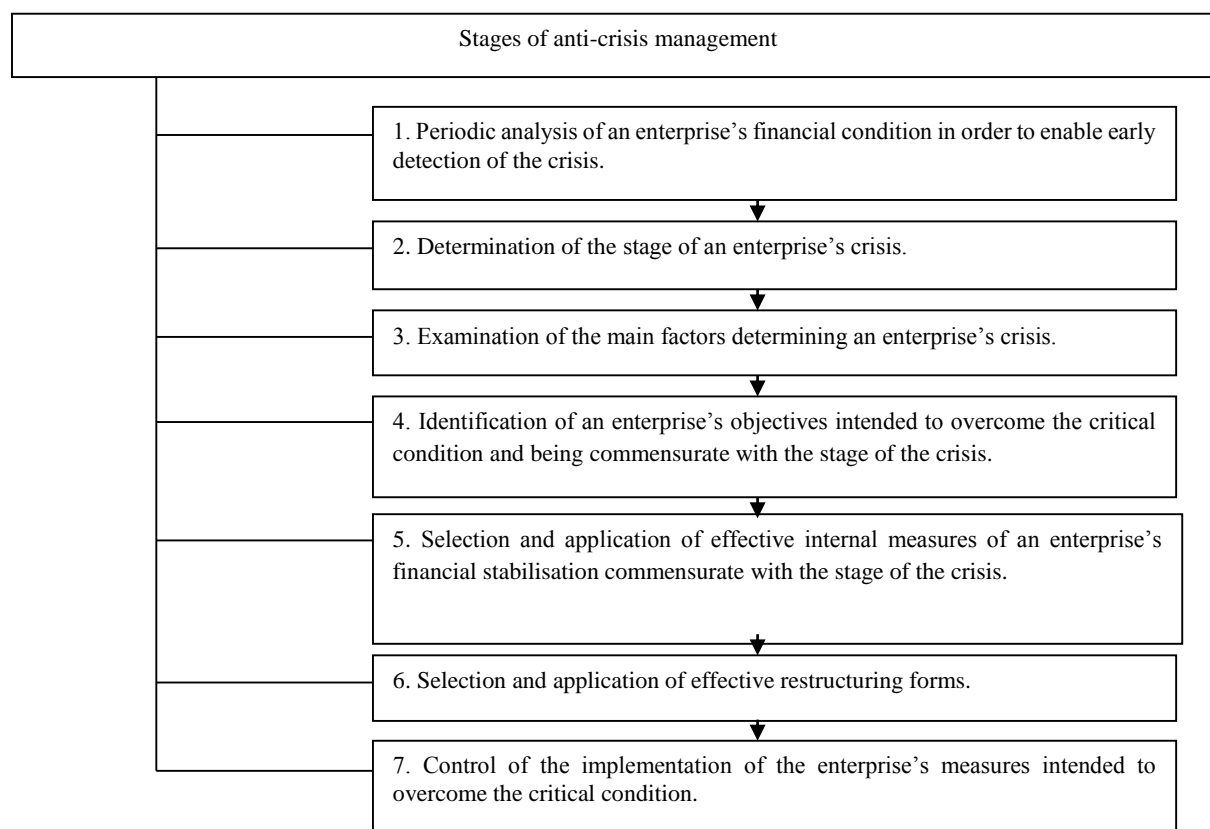 Stages of anti-crisis management
1. Periodic analysis of an enterprise’s financial condition in order to enable early
detection of the crisis.
2. Determination of the stage of an enterprise’s crisis.
3. Examination of the main factors determining an enterprise’s crisis.
4. Identification of an enterprise’s objectives intended to overcome the critical
condition and being commensurate with the stage of the crisis.
5. Selection and application of effective internal measures of an enterprise’s
financial stabilisation commensurate with the stage of the crisis.
6. Selection and application of effective restructuring forms.
7. Control of the implementation of the enterprise’s measures intended to
overcome the critical condition.